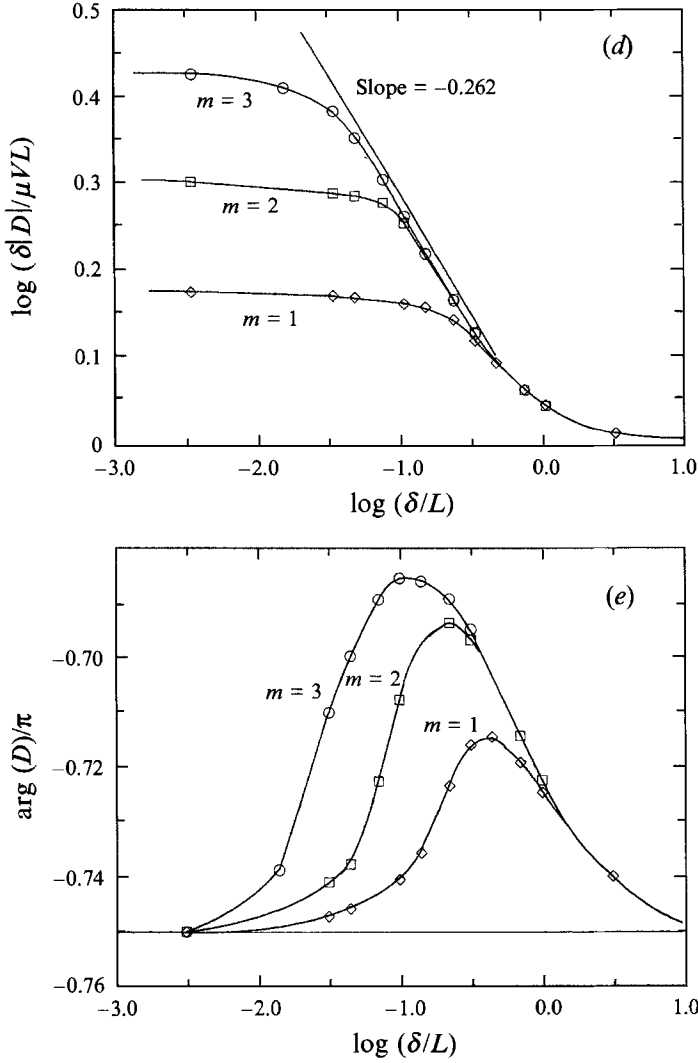 0.5
(d)
Slope = −0.262
0.4
m = 3
0.3
m = 2
0.2
m = 1
0.1
0
log (δ|D|/μVL)
−3.0 −2.0 −1.0 0.0 1.0
log (δ/L)
(e)
−0.70
m = 3
m = 2
m = 1
−0.72
−0.74
−0.76
arg (D)/π
−3.0 −2.0 −1.0 0.0 1.0
log (δ/L)